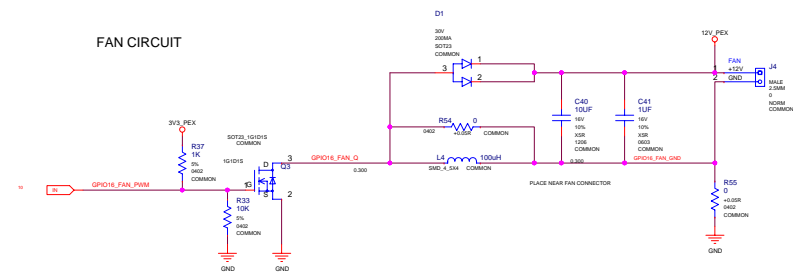 FAN CIRCUIT
D1
30V
200MA
SOT23
COMMON
3
1
2
12V_PEX
1
2
FAN
+12V
GND
J4
MALE
2.5MM
0
NORM
COMMON
C40
10UF
16V
10%
X5R
1206
COMMON
C41
1UF
16V
10%
X5R
0603
COMMON
R54
0
0402
+0.05R
COMMON
3V3_PEX
R37
1K
5%
0402
COMMON
SOT23_1G1D1S
COMMON
1G1D1S
D
G
S
Q3
3
1
2
GPIO16_FAN_Q
0.300
L4
100uH
SMD_4_5X4
COMMON
0.300
GPIO16_FAN_GND
PLACE NEAR FAN CONNECTOR
IN
GPIO16_FAN_PWM
R33
10K
5%
0402
COMMON
GND
GND
R55
0
+0.05R
0402
COMMON
GND